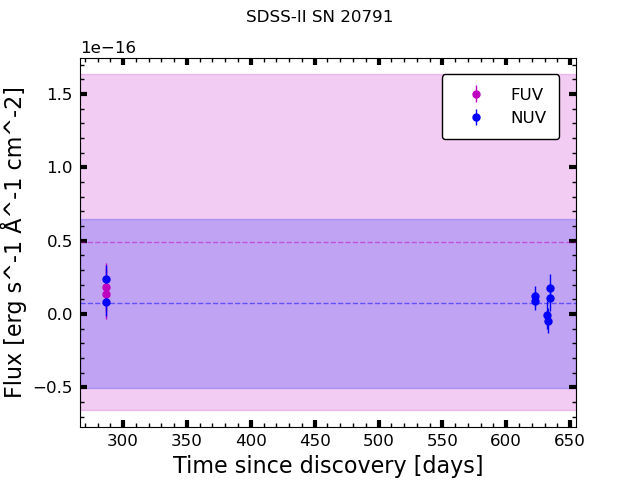 SDSS-II SN 20791
1e−16
FUV
NUV
1.5
1.0
0.5
0.0
−0.5
Flux [erg s^-1 Å^-1 cm^-2]
300 350 400 450 500 550 600 650
Time since discovery [days]